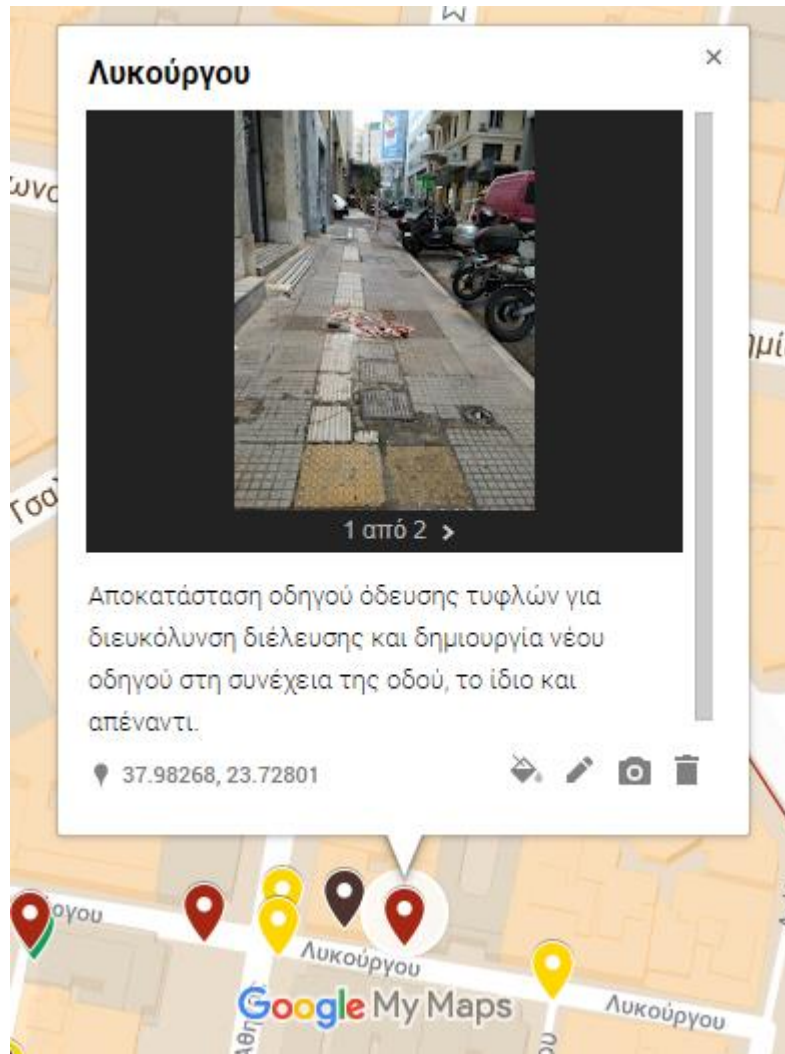 Λυκούργου
1 από 2
Αποκατάσταση οδηγού όδευσης τυφλών για
διευκόλυνση διέλευσης και δημιουργία νέου
οδηγού στη συνέχεια της οδού, το ίδιο και
απέναντι.
37.98268, 23.72801
Λυκούργου
Google My Maps
Λυκούργου